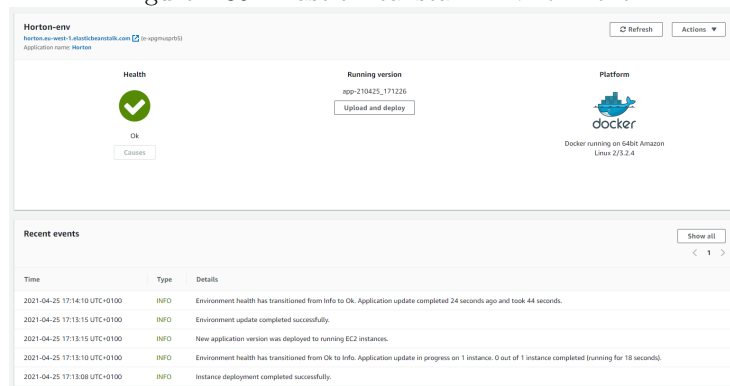 Horton-env
horton.eu-west-1.elasticbeanstalk.com (e-xpgmusprb5)
Application name: Horton
Refresh
Actions ▼
Health
Ok
Causes
Running version
app-210425_171226
Upload and deploy
Platform
docker
Docker running on 64bit Amazon
Linux 2/3.2.4
Recent events
Show all
< 1 >
Time Type Details
2021-04-25 17:14:10 UTC+0100 INFO Environment health has transitioned from Info to Ok. Application update completed 24 seconds ago and took 44 seconds.
2021-04-25 17:13:15 UTC+0100 INFO Environment update completed successfully.
2021-04-25 17:13:15 UTC+0100 INFO New application version was deployed to running EC2 instances.
2021-04-25 17:13:10 UTC+0100 INFO Environment health has transitioned from Ok to Info. Application update in progress on 1 instance. 0 out of 1 instance completed (running for 18 seconds).
2021-04-25 17:13:08 UTC+0100 INFO Instance deployment completed successfully.